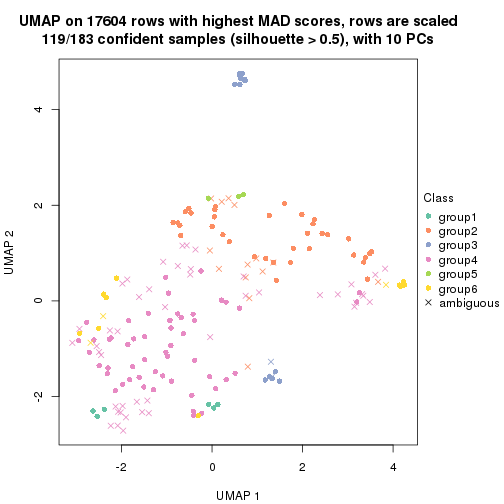 UMAP on 17604 rows with highest MAD scores, rows are scaled
119/183 confident samples (silhouette > 0.5), with 10 PCs
4
2
0
-2
UMAP 2
-2
0
2
4
UMAP 1
Class
group1
group2
group3
group4
group5
group6
ambiguous